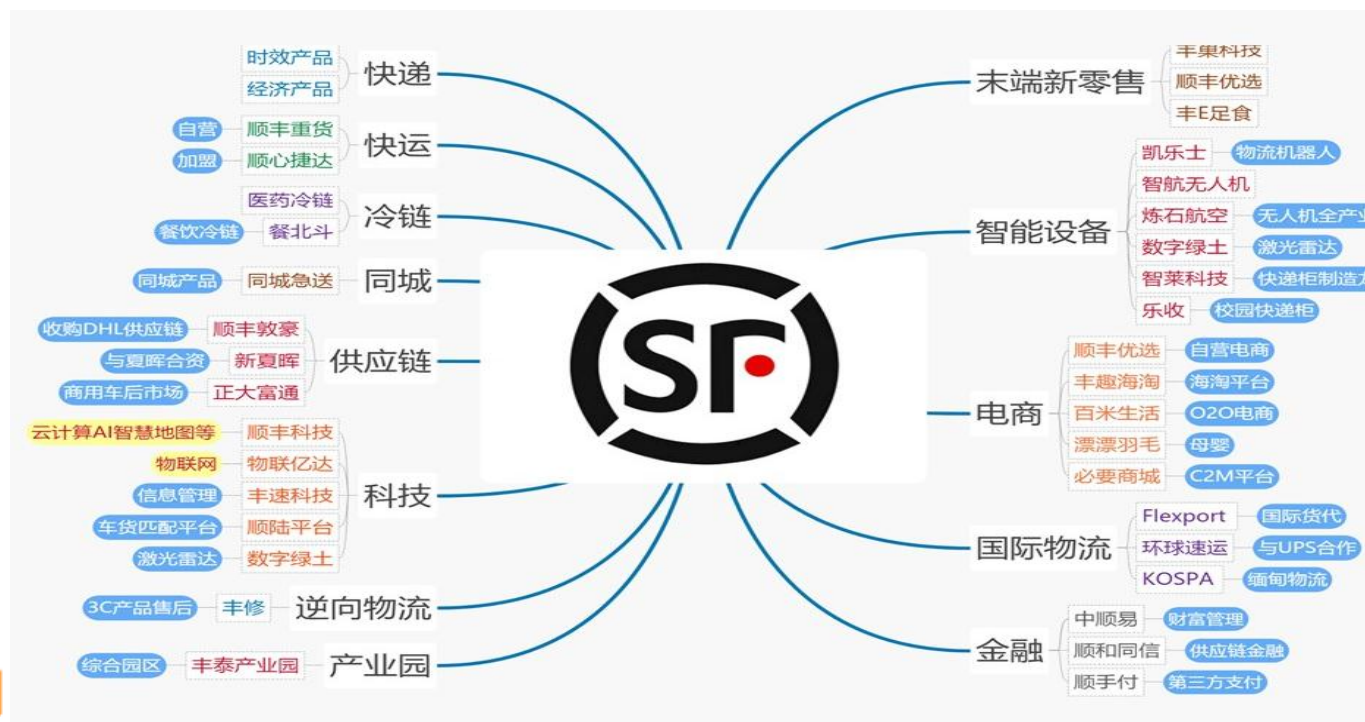 快递
时效产品
经济产品
快运
顺丰重货
自营
顺心捷达
加盟
冷链
医药冷链
餐北斗
餐饮冷链
同城
同城急送
同城产品
供应链
顺丰敦豪
收购DHL供应链
新夏晖
与夏晖合资
正大富通
商用车后市场
科技
顺丰科技
云计算AI智慧地图等
物联亿达
物联网
丰速科技
信息管理
顺陆平台
车货匹配平台
数字绿土
激光雷达
逆向物流
丰修
3C产品售后
产业园
丰泰产业园
综合园区
SF
末端新零售
丰巢科技
顺丰优选
丰E足食
智能设备
凯乐士
物流机器人
智航无人机
炼石航空
无人机全产业
数字绿土
激光雷达
智莱科技
快递柜制造
乐收
校园快递柜
电商
顺丰优选
自营电商
丰趣海淘
海淘平台
百米生活
O2O电商
漂漂羽毛
母婴
必要商城
C2M平台
国际物流
Flexport
国际货代
环球速运
与UPS合作
KOSPA
缅甸物流
金融
中顺易
财富管理
顺和同信
供应链金融
顺手付
第三方支付